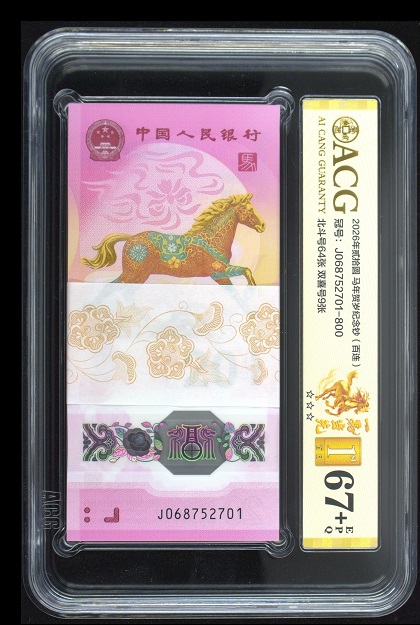 中国人民银行
馬
J068752701
ACG
AI CANG GUARANTY
2026年贰拾圆 马年贺岁纪念钞（百连）
冠号：J068752701-800
北斗号64张 双喜号9张
67+
EPQ
ACG